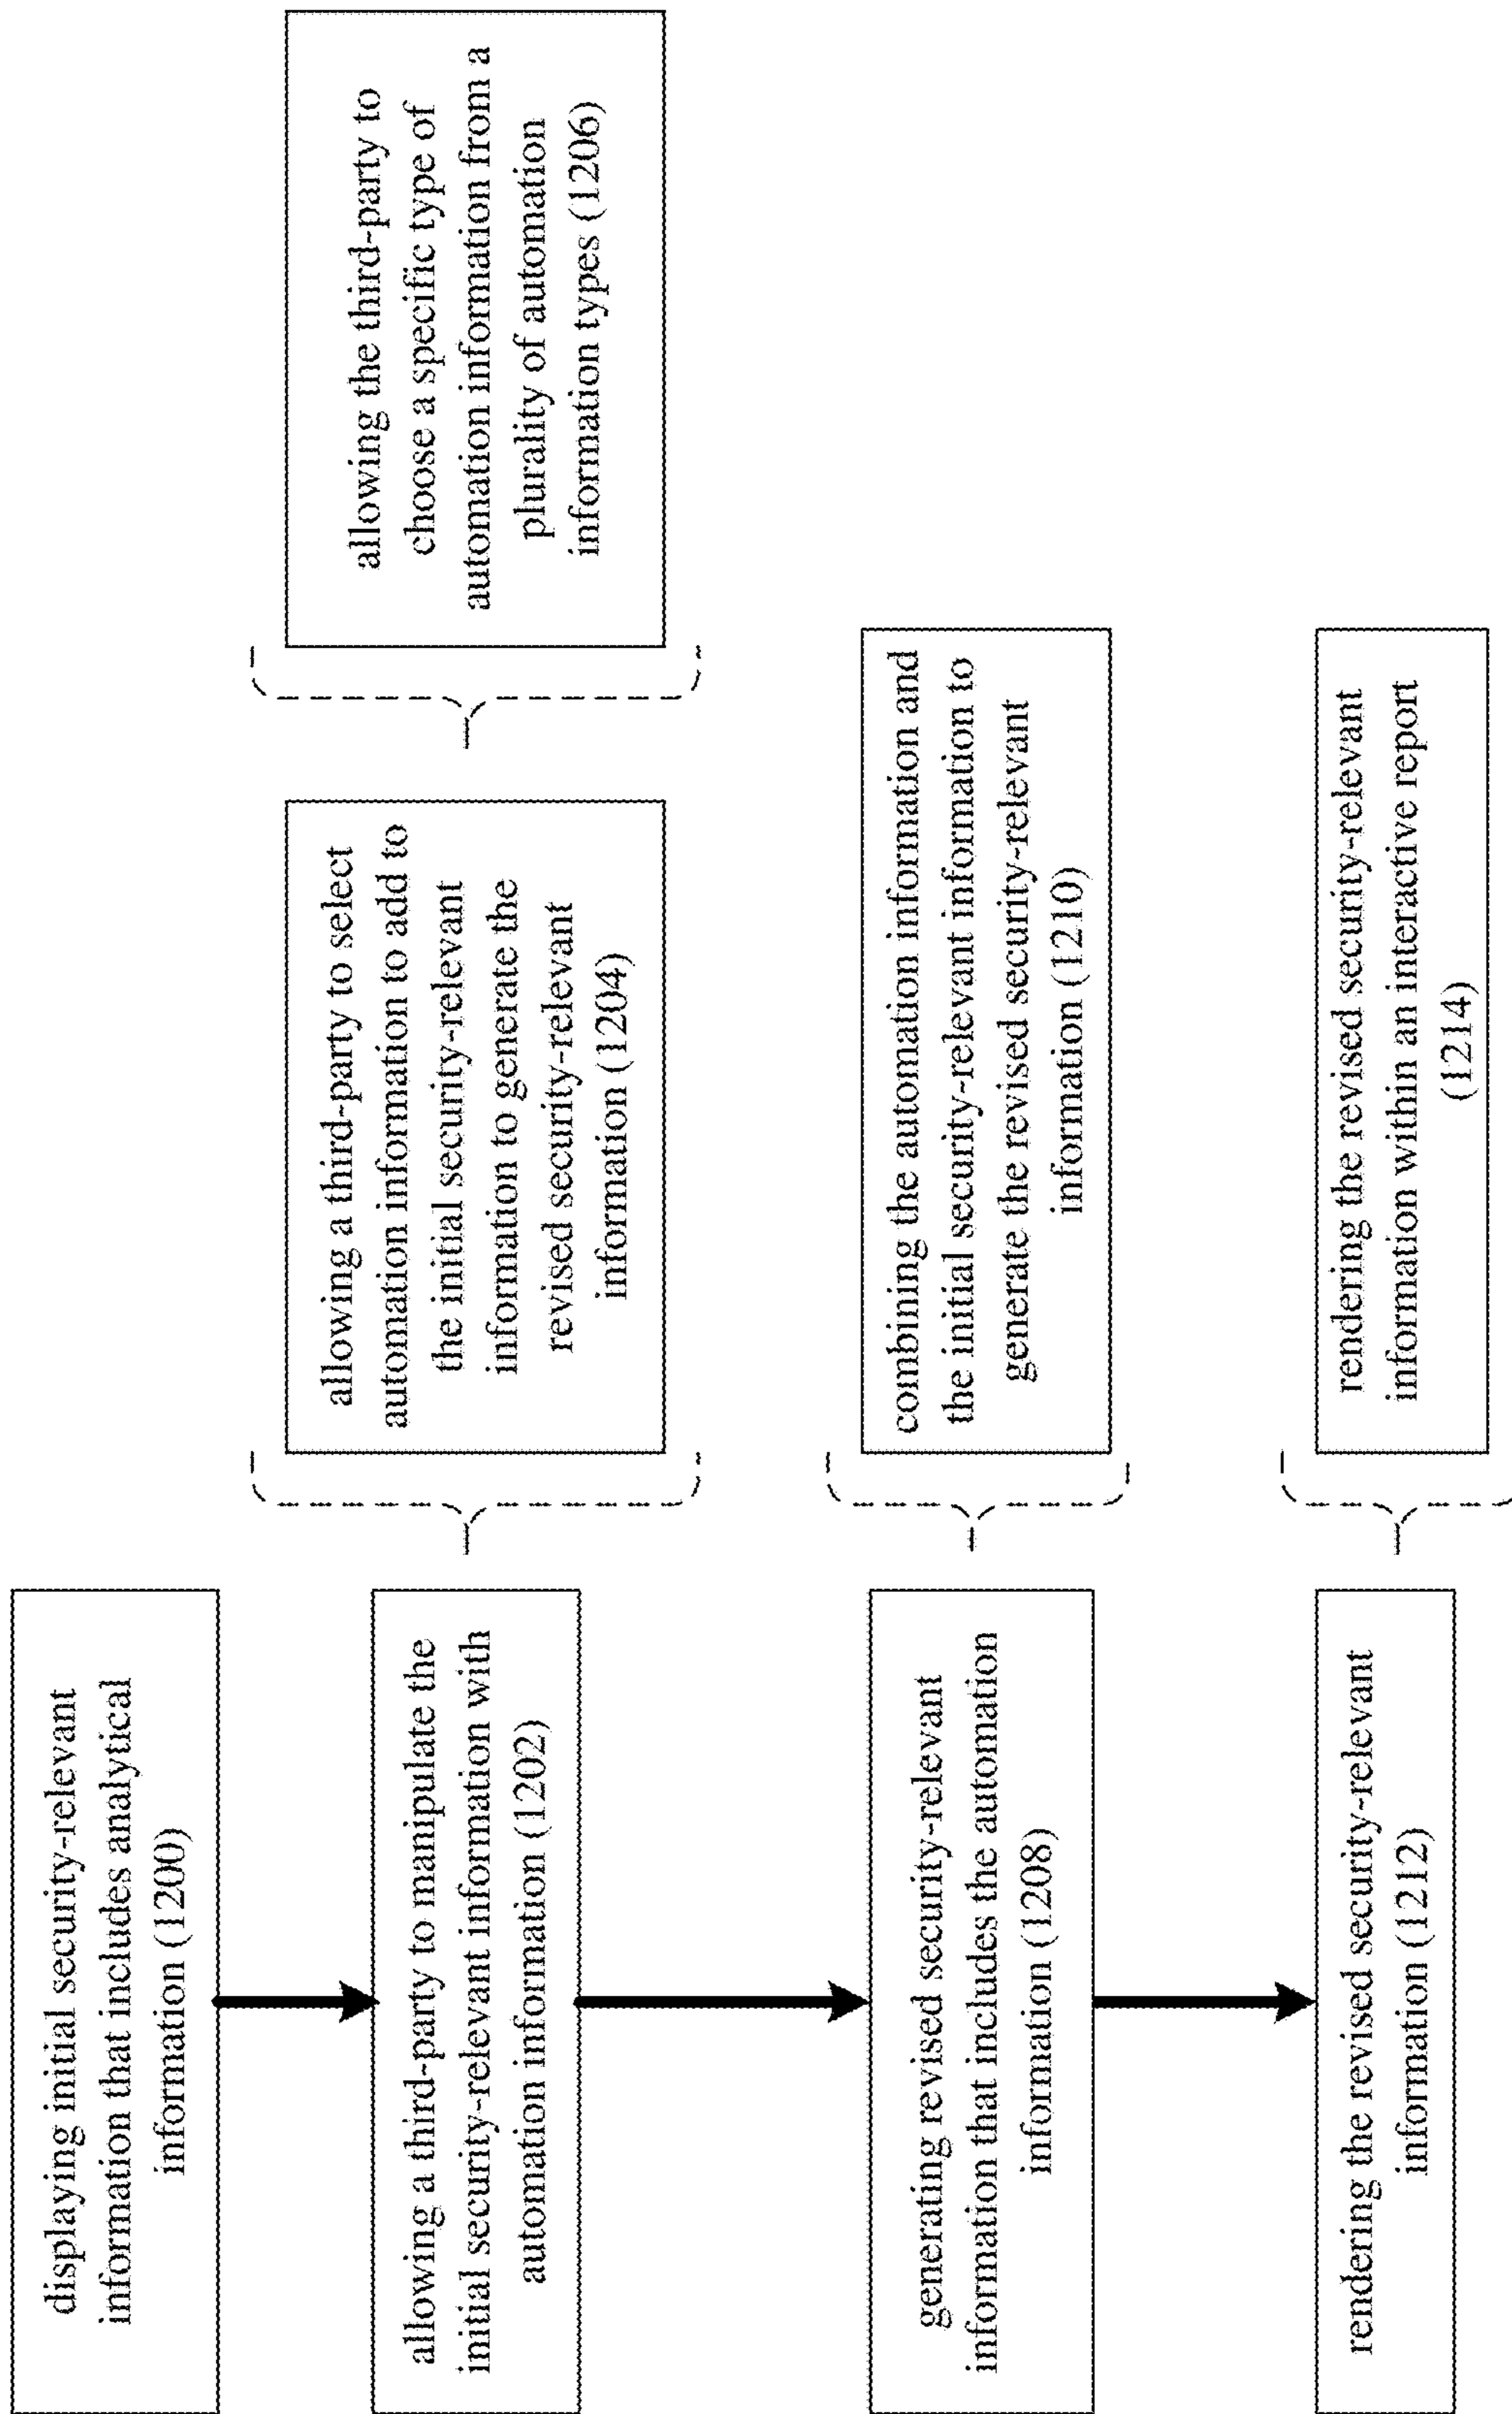 displaying initial security-relevant
information that includes analytical
information (1200)
allowing a third-party to manipulate the
initial security-relevant information with
automation information (1202)
allowing a third-party to select
automation information to add to
the initial security-relevant
information to generate the
revised security-relevant
information (1204)
allowing the third-party to
choose a specific type of
automation information from a
plurality of automation
information types (1206)
generating revised security-relevant
information that includes the automation
information (1208)
combining the automation information and
the initial security-relevant information to
generate the revised security-relevant
information (1210)
rendering the revised security-relevant
information (1212)
rendering the revised security-relevant
information within an interactive report
(1214)